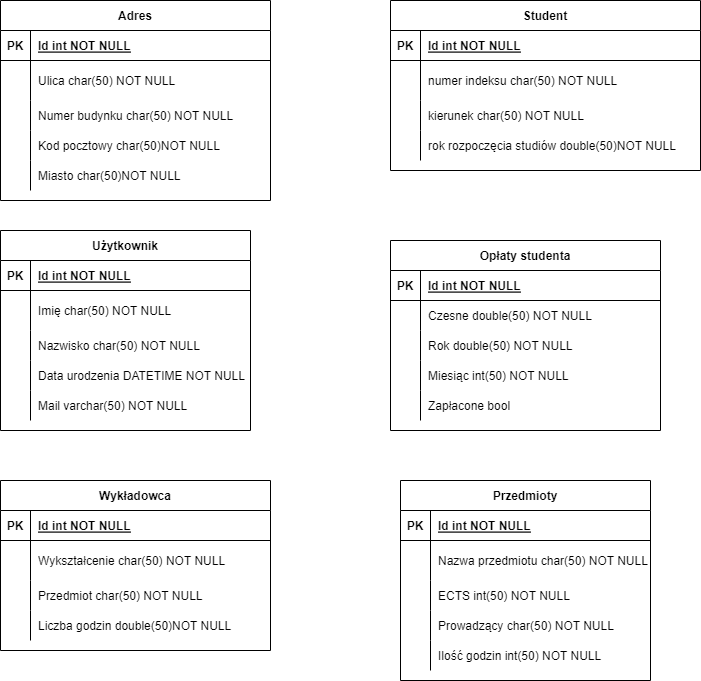 Adres
PK Id int NOT NULL
Ulica char(50) NOT NULL
Numer budynku char(50) NOT NULL
Kod pocztowy char(50)NOT NULL
Miasto char(50)NOT NULL
Student
PK Id int NOT NULL
numer indeksu char(50) NOT NULL
kierunek char(50) NOT NULL
rok rozpoczęcia studiów double(50)NOT NULL
Użytkownik
PK Id int NOT NULL
Imię char(50) NOT NULL
Nazwisko char(50) NOT NULL
Data urodzenia DATETIME NOT NULL
Mail varchar(50) NOT NULL
Opłaty studenta
PK Id int NOT NULL
Czesne double(50) NOT NULL
Rok double(50) NOT NULL
Miesiąc int(50) NOT NULL
Zapłacone bool
Wykładowca
PK Id int NOT NULL
Wykształcenie char(50) NOT NULL
Przedmiot char(50) NOT NULL
Liczba godzin double(50)NOT NULL
Przedmioty
PK Id int NOT NULL
Nazwa przedmiotu char(50) NOT NULL
ECTS int(50) NOT NULL
Prowadzący char(50) NOT NULL
Ilość godzin int(50) NOT NULL